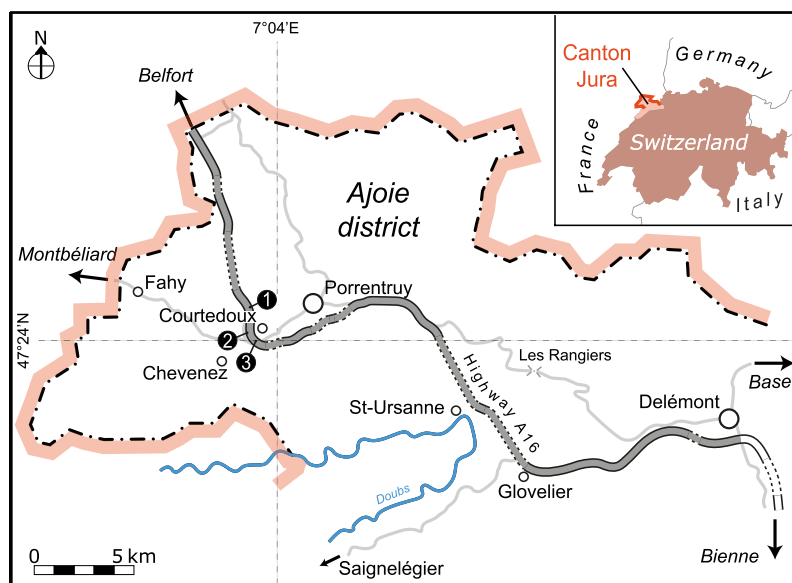 7°04'E
N
Belfort
Canton
Jura
Germany
France
Switzerland
Italy
Ajoie
district
Montbéliard
Fahy
Porrentruy
1
Courtedoux
2
3
47°24'N
Chevenez
Les Rangiers
Base
Highway A16
St-Ursanne
Delémont
Doubs
Glovelier
0
5 km
Saignelégier
Bienne